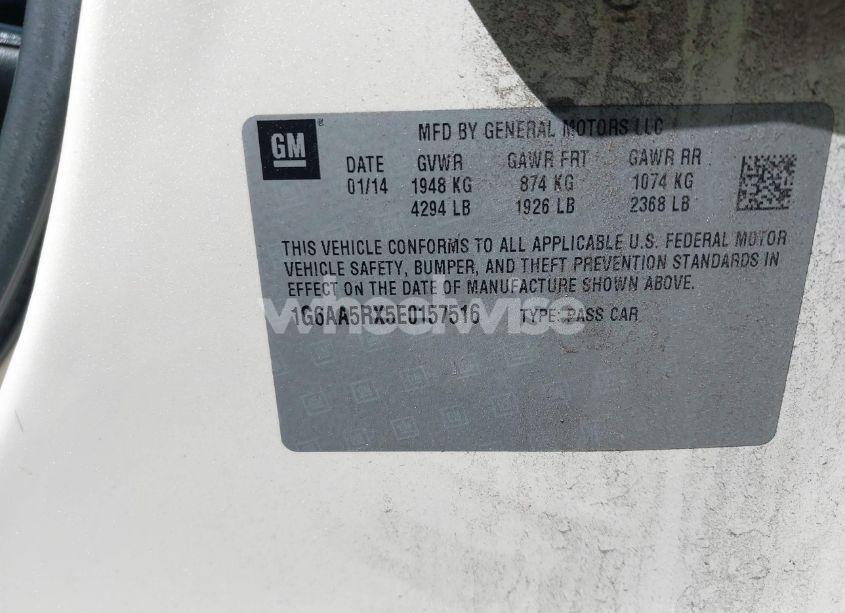 GM
MFD BY GENERAL MOTORS LLC
DATE GVWR GAWR FRT GAWR RR
01/14 1948 KG 874 KG 1074 KG
4294 LB 1926 LB 2368 LB
THIS VEHICLE CONFORMS TO ALL APPLICABLE U.S. FEDERAL MOTOR
VEHICLE SAFETY, BUMPER, AND THEFT PREVENTION STANDARDS IN
EFFECT ON THE DATE OF MANUFACTURE SHOWN ABOVE.
1G6AA5RX5E0157516 TYPE: PASS CAR
wheelwise